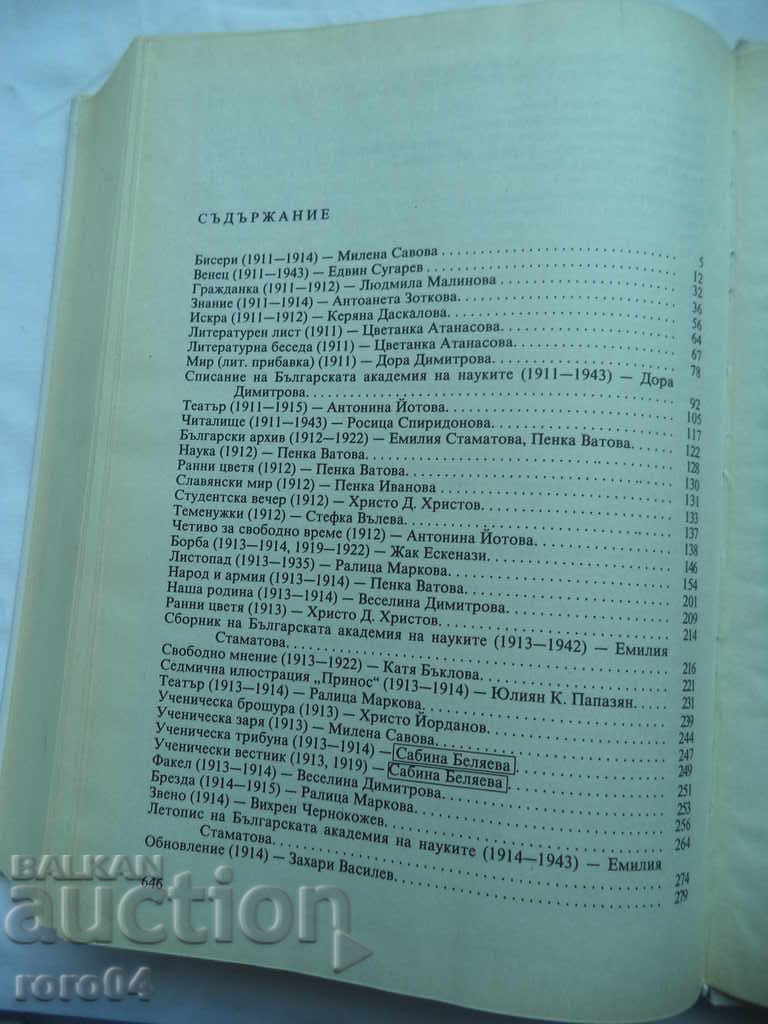 СЪДЪРЖАНИЕ
Бисери (1911—1914) — Милена Савова 5
Венец (1911—1943) — Едвин Сугарев 12
Гражданка (1911—1912) — Людмила Малинова 32
Знание (1911—1914) — Антоанета Зоткова. 36
Искра (1911—1912) — Керяна Даскалова. 56
Литературен лист (1911) — Цветанка Атанасова. 64
Литературна беседа (1911) — Цветанка Атанасова. 67
Мир (лит. прибавка) (1911) — Дора Димитрова. 78
Списание на Българската академия на науките (1911—1943) — Дора
Димитрова. 92
Театър (1911—1915) — Антонина Йотова. 105
Читалище (1911—1943) — Росица Спиридонова. 117
Български архив (1912—1922) — Емилия Стаматова, Пенка Ватова. 122
Наука (1912) — Пенка Ватова. 128
Ранни цветя (1912) — Пенка Ватова. 130
Славянски мир (1912) — Пенка Иванова 131
Студентска вечер (1912) — Христо Д. Христов. 133
Теменужки (1912) — Стефка Вълева. 137
Четиво за свободно време (1912) — Антонина Йотова. 138
Борба (1913—1914, 1919—1922) — Жак Ескенази. 146
Листопад (1913—1935) — Ралица Маркова. 154
Народ и армия (1913—1914) — Пенка Ватова. 201
Наша родина (1913—1914) — Веселина Димитрова. 209
Ранни цветя (1913) — Христо Д. Христов. 214
Сборник на Българската академия на науките (1913—1942) — Емилия
Стаматова. 216
Свободно мнение (1913—1922) — Катя Бъклова. 221
Седмична илюстрация „Принос“ (1913—1914) — Юлиян К. Папазян. 231
Театър (1913—1914) — Ралица Маркова. 239
Ученическа брошура (1913) — Христо Йорданов. 244
Ученическа заря (1913) — Милена Савова. 247
Ученическа трибуна (1913—1914) — Сабина Беляева. 249
Ученически вестник (1913, 1919) — Сабина Беляева. 251
Факел (1913—1914) — Веселина Димитрова. 253
Брезда (1914—1915) — Ралица Маркова. 256
Звено (1914) — Вихрен Чернокожев. 264
Летопис на Българската академия на науките (1914—1943) — Емилия
Стаматова. 274
Обновление (1914) — Захари Василев. 279
646
BALKAN
auction
roro04